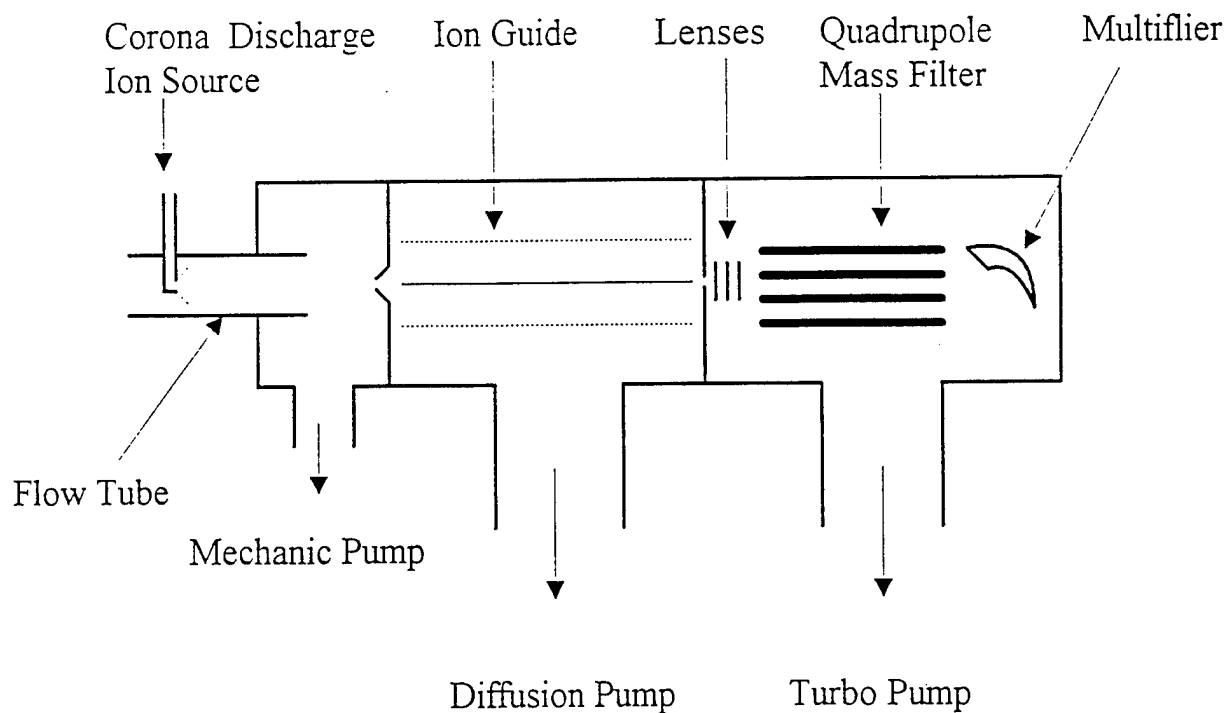 Corona Discharge
Ion Source
Ion Guide
Lenses
Quadrupole
Mass Filter
Multiflier
Flow Tube
Mechanic Pump
Diffusion Pump
Turbo Pump